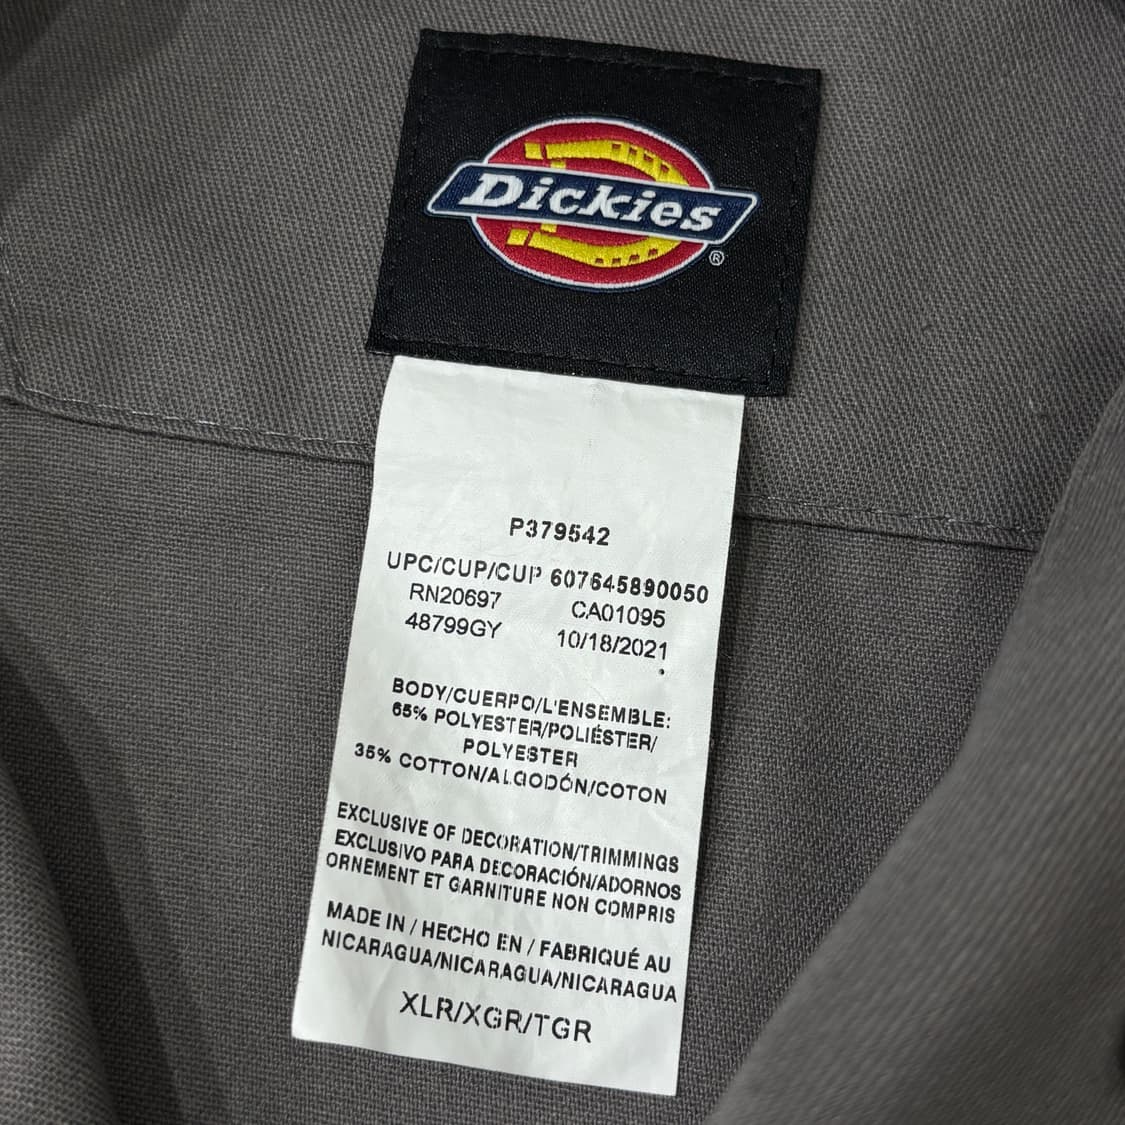 Dickies®
P379542
UPC/CUP/CUP 607645890050
RN20697 CA01095
48799GY 10/18/2021
BODY/CUERPO/L'ENSEMBLE:
65% POLYESTER/POLIÉSTER/
POLYESTER
35% COTTON/ALGODÓN/COTON
EXCLUSIVE OF DECORATION/TRIMMINGS
EXCLUSIVO PARA DECORACIÓN/ADORNOS
ORNEMENT ET GARNITURE NON COMPRIS
MADE IN / HECHO EN / FABRIQUÉ AU
NICARAGUA/NICARAGUA/NICARAGUA
XLR/XGR/TGR